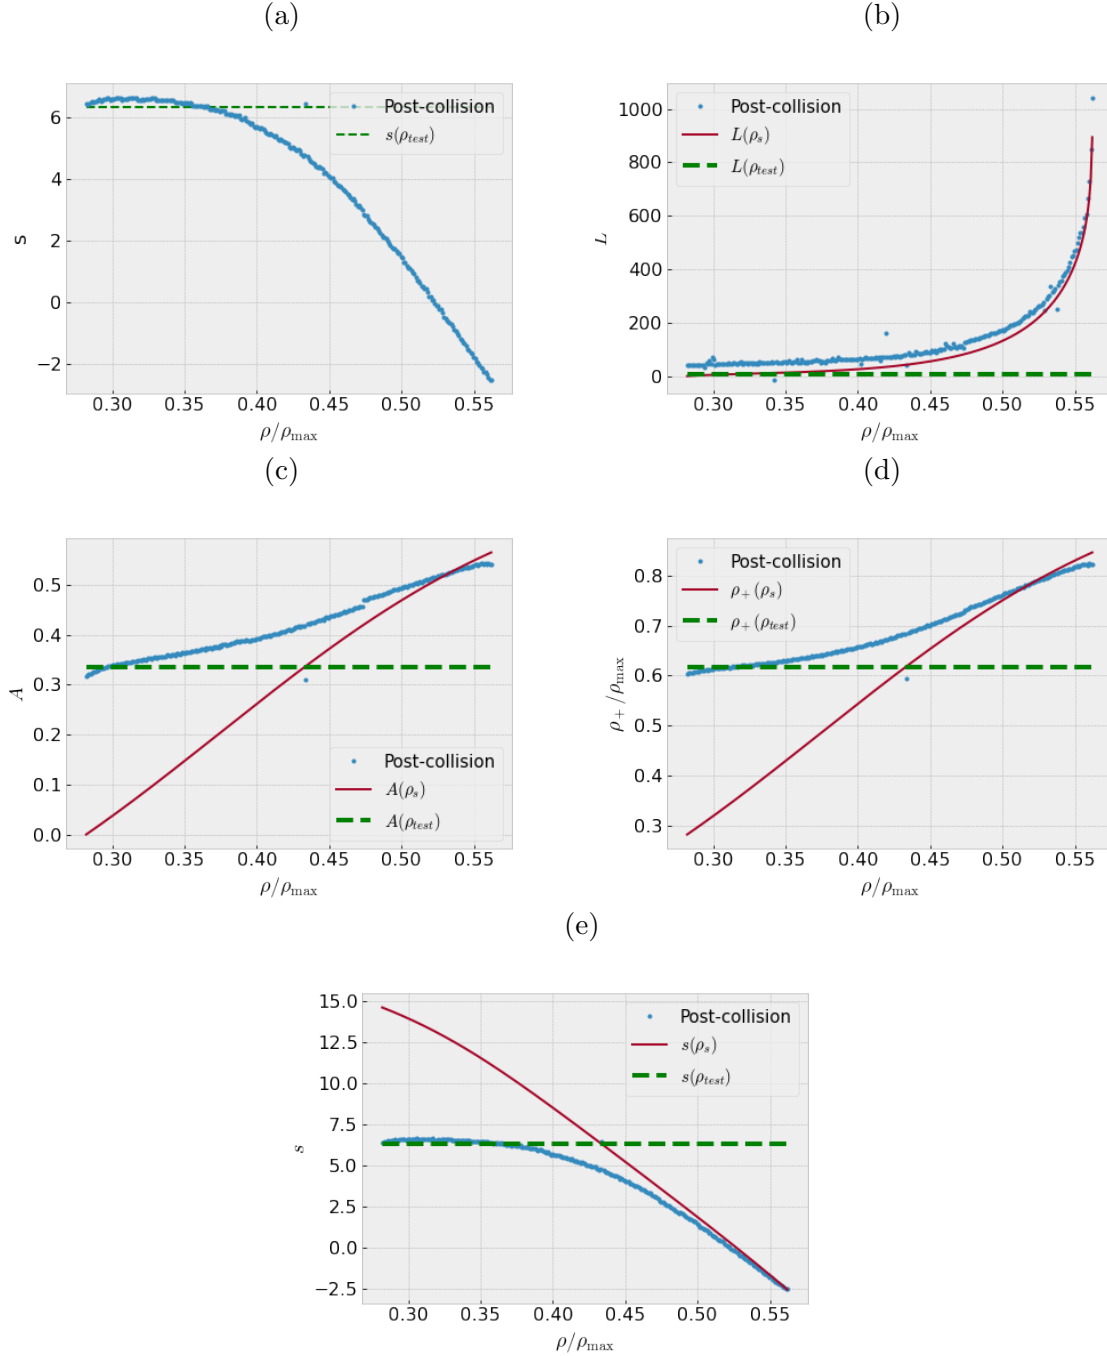 (a)
6
4
2
0
−2
s
0.30 0.35 0.40 0.45 0.50 0.55
ρ/ρmax
Post-collision
s(ρtest)
(b)
1000
800
600
400
200
0
L
0.30 0.35 0.40 0.45 0.50 0.55
ρ/ρmax
Post-collision
L(ρs)
L(ρtest)
(c)
0.5
0.4
0.3
0.2
0.1
0.0
A
0.30 0.35 0.40 0.45 0.50 0.55
ρ/ρmax
Post-collision
A(ρs)
A(ρtest)
(d)
0.8
0.7
0.6
0.5
0.4
0.3
ρ+/ρmax
0.30 0.35 0.40 0.45 0.50 0.55
ρ/ρmax
Post-collision
ρ+(ρs)
ρ+(ρtest)
(e)
15.0
12.5
10.0
7.5
5.0
2.5
0.0
−2.5
s
0.30 0.35 0.40 0.45 0.50 0.55
ρ/ρmax
Post-collision
s(ρs)
s(ρtest)